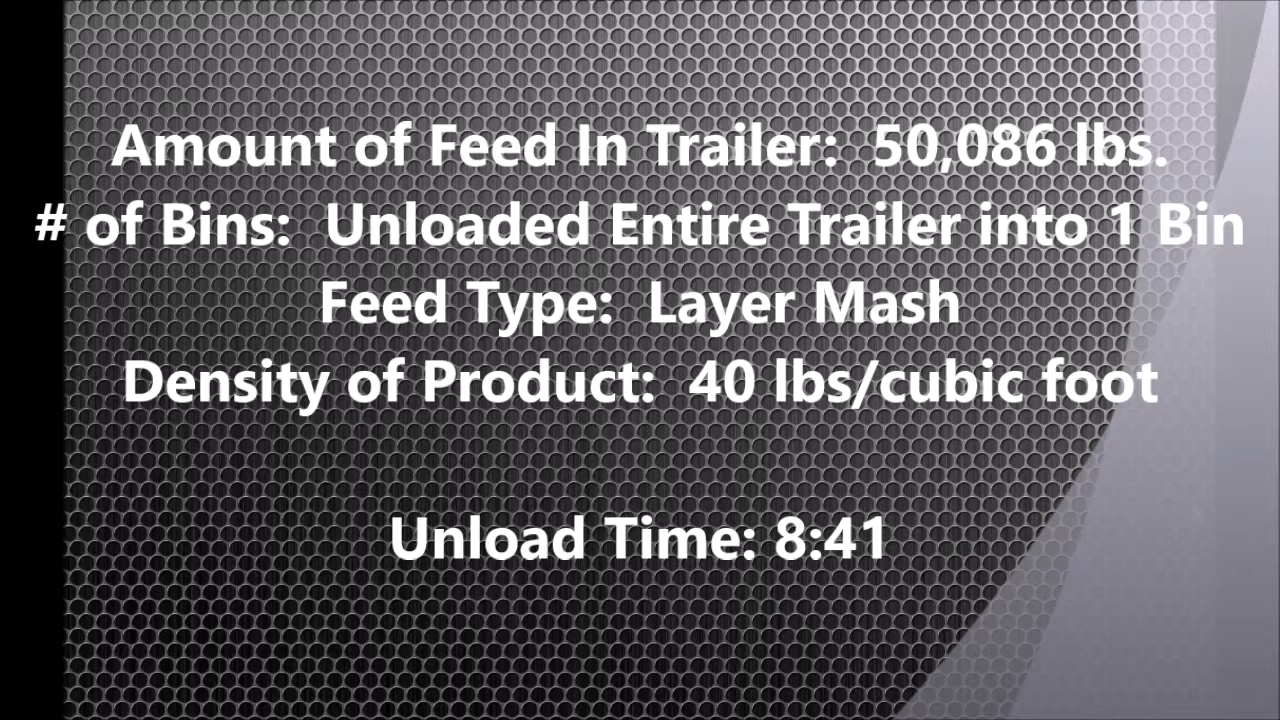 Amount of Feed In Trailer: 50,086 lbs.
# of Bins: Unloaded Entire Trailer into 1 Bin
Feed Type: Layer Mash
Density of Product: 40 lbs/cubic foot
Unload Time: 8:41